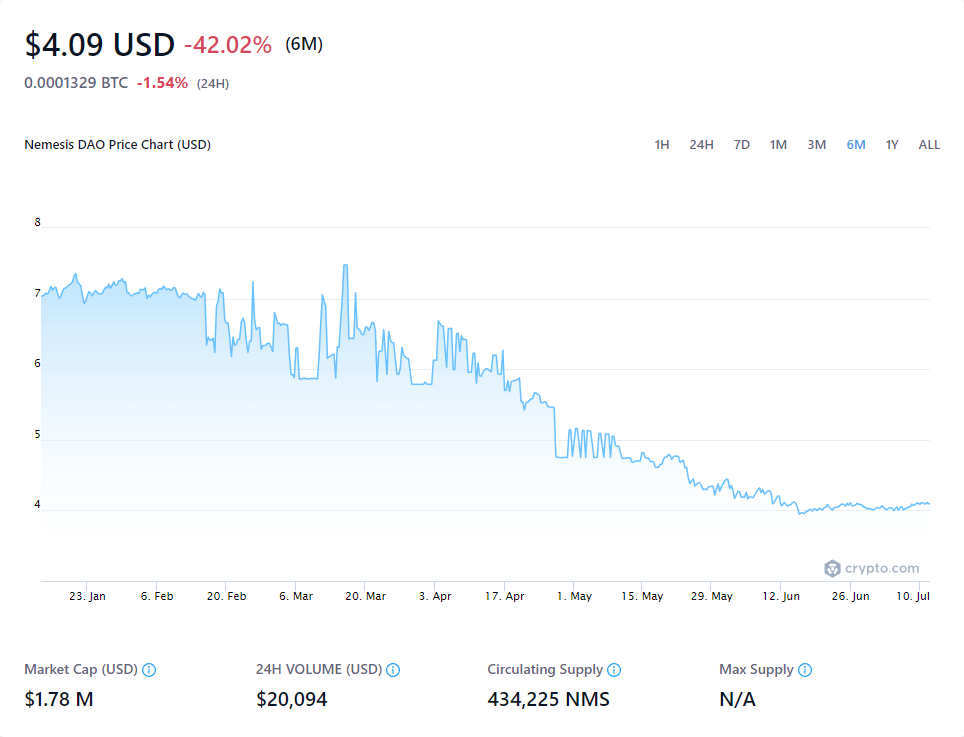 $4.09 USD -42.02% (6M)
0.0001329 BTC -1.54% (24H)
Nemesis DAO Price Chart (USD) 1H 24H 7D 1M 3M 6M 1Y ALL
8
7
6
5
4
crypto.com
23. Jan 6. Feb 20. Feb 6. Mar 20. Mar 3. Apr 17. Apr 1. May 15. May 29. May 12. Jun 26. Jun 10. Jul
Market Cap (USD) 24H VOLUME (USD) Circulating Supply Max Supply
$1.78 M $20,094 434,225 NMS N/A